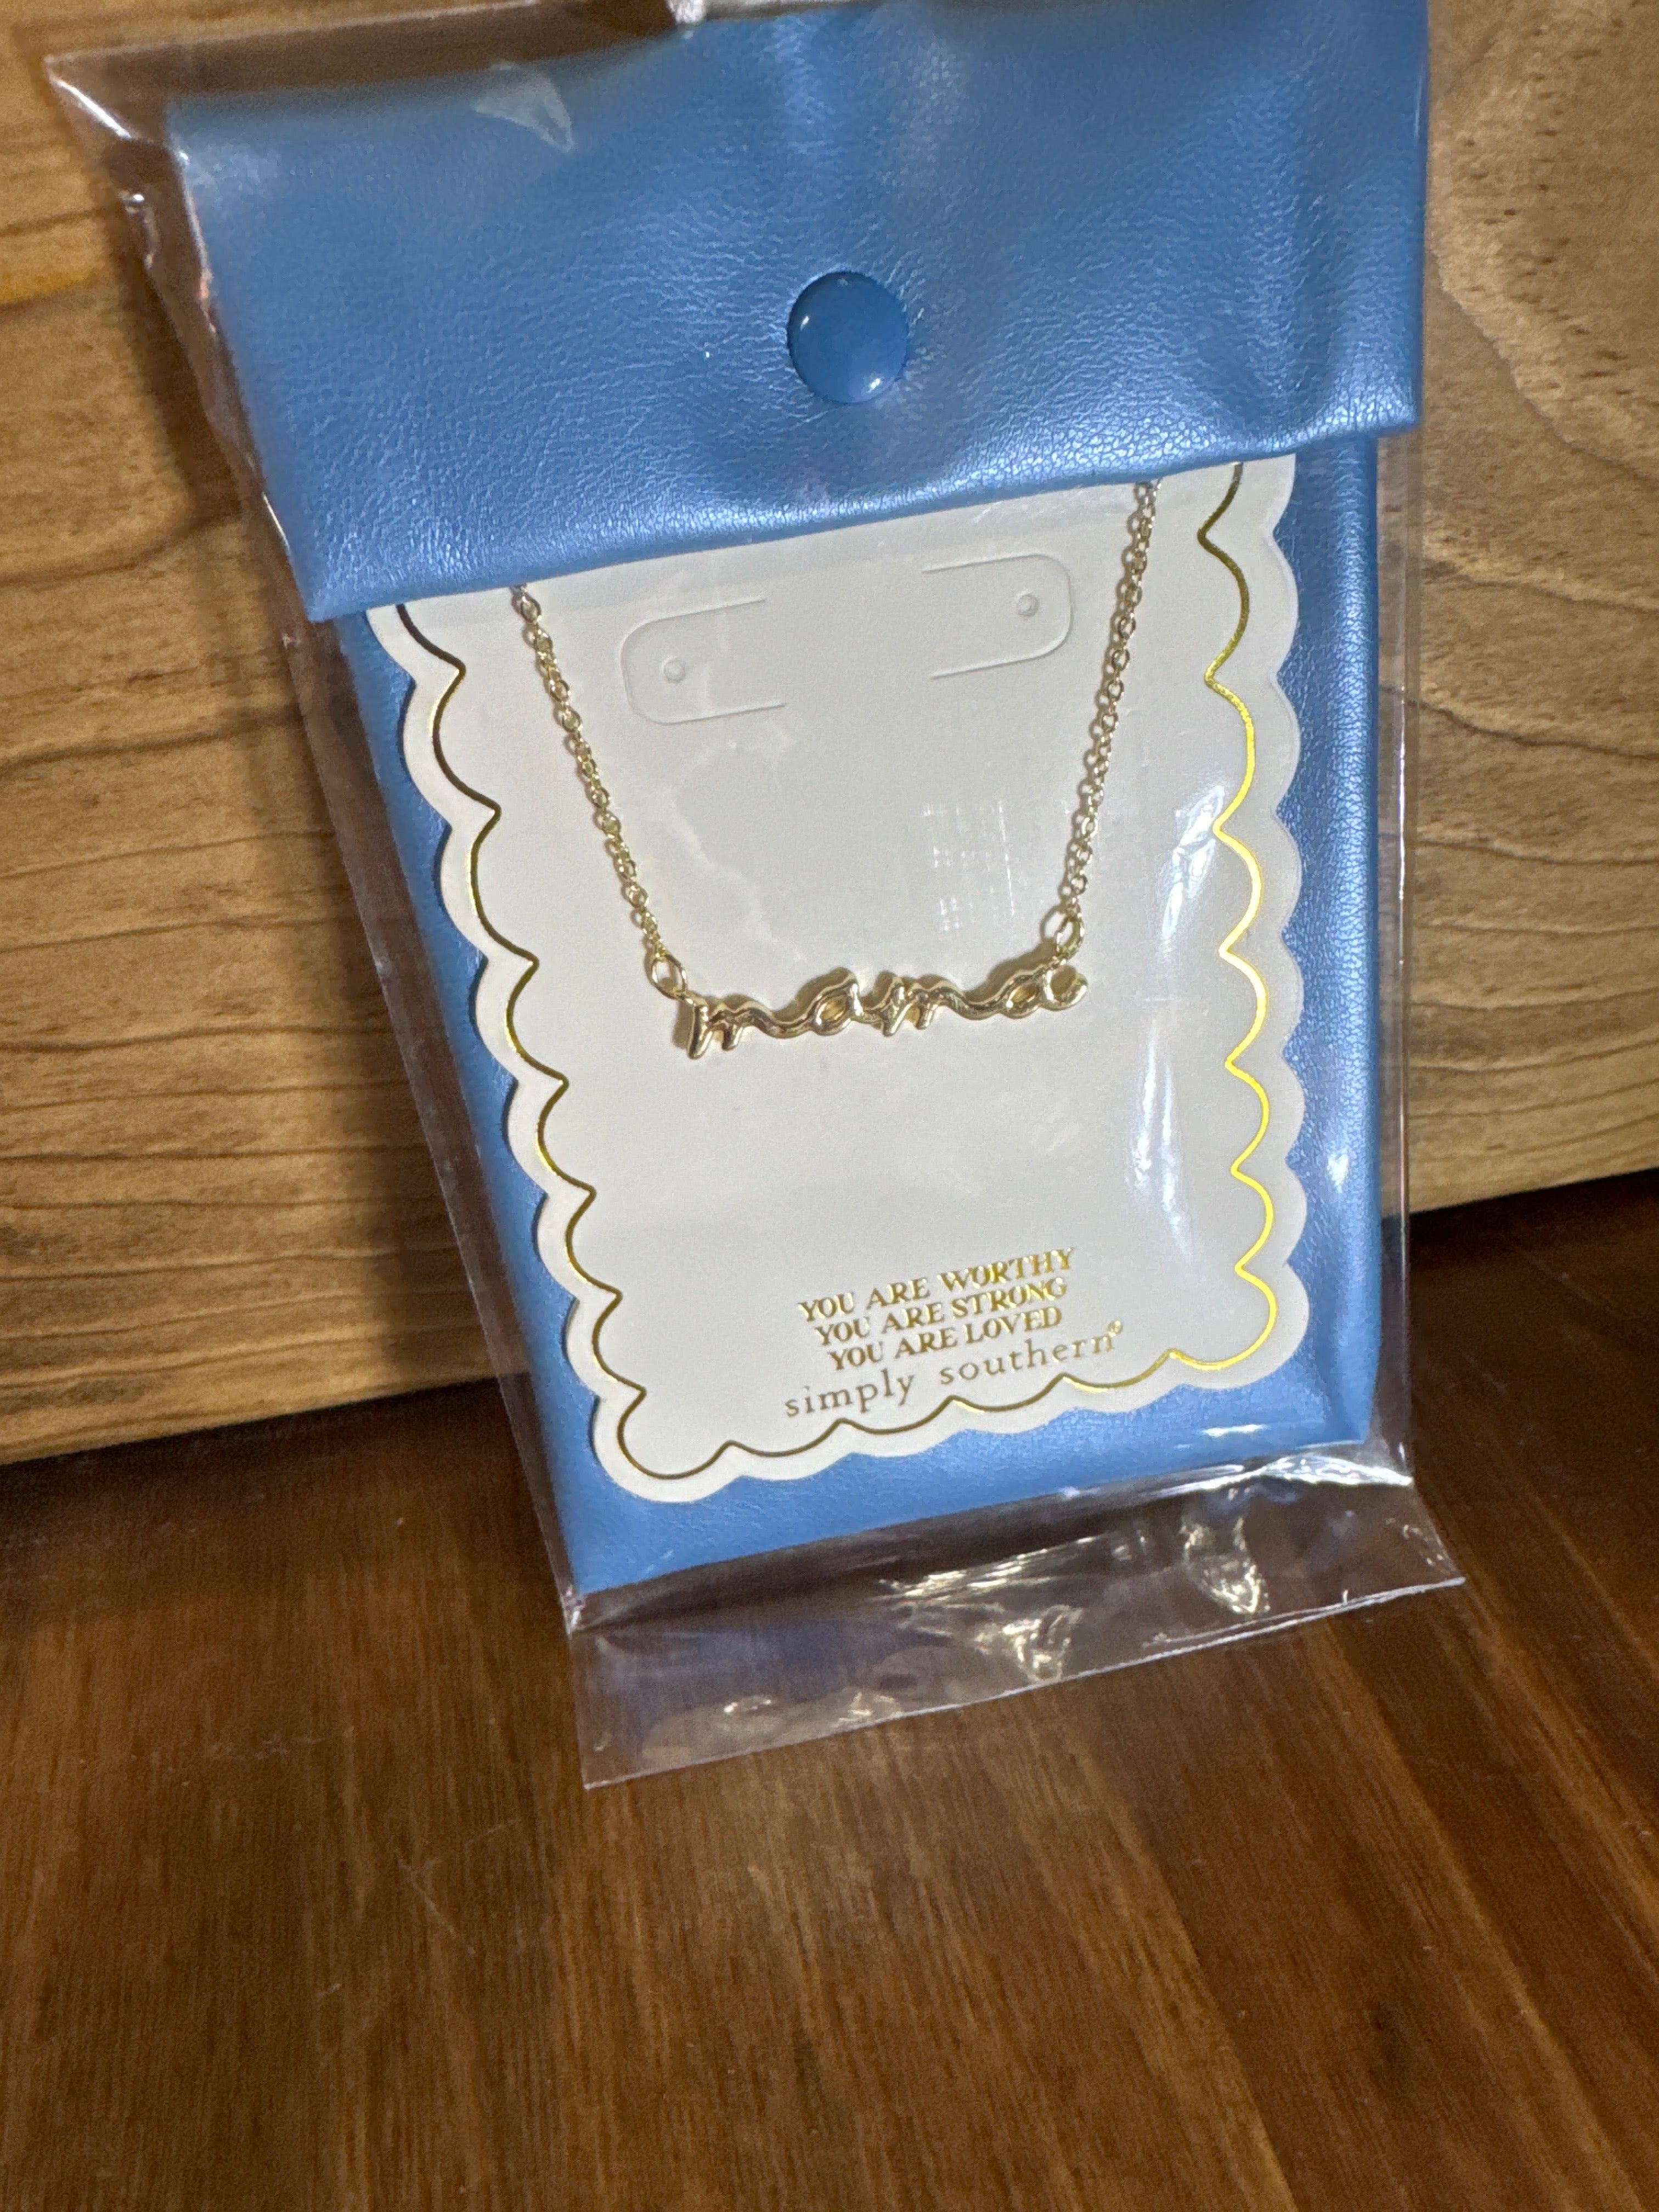 mama
YOU ARE WORTHY
YOU ARE STRONG
YOU ARE LOVED
simply southern®